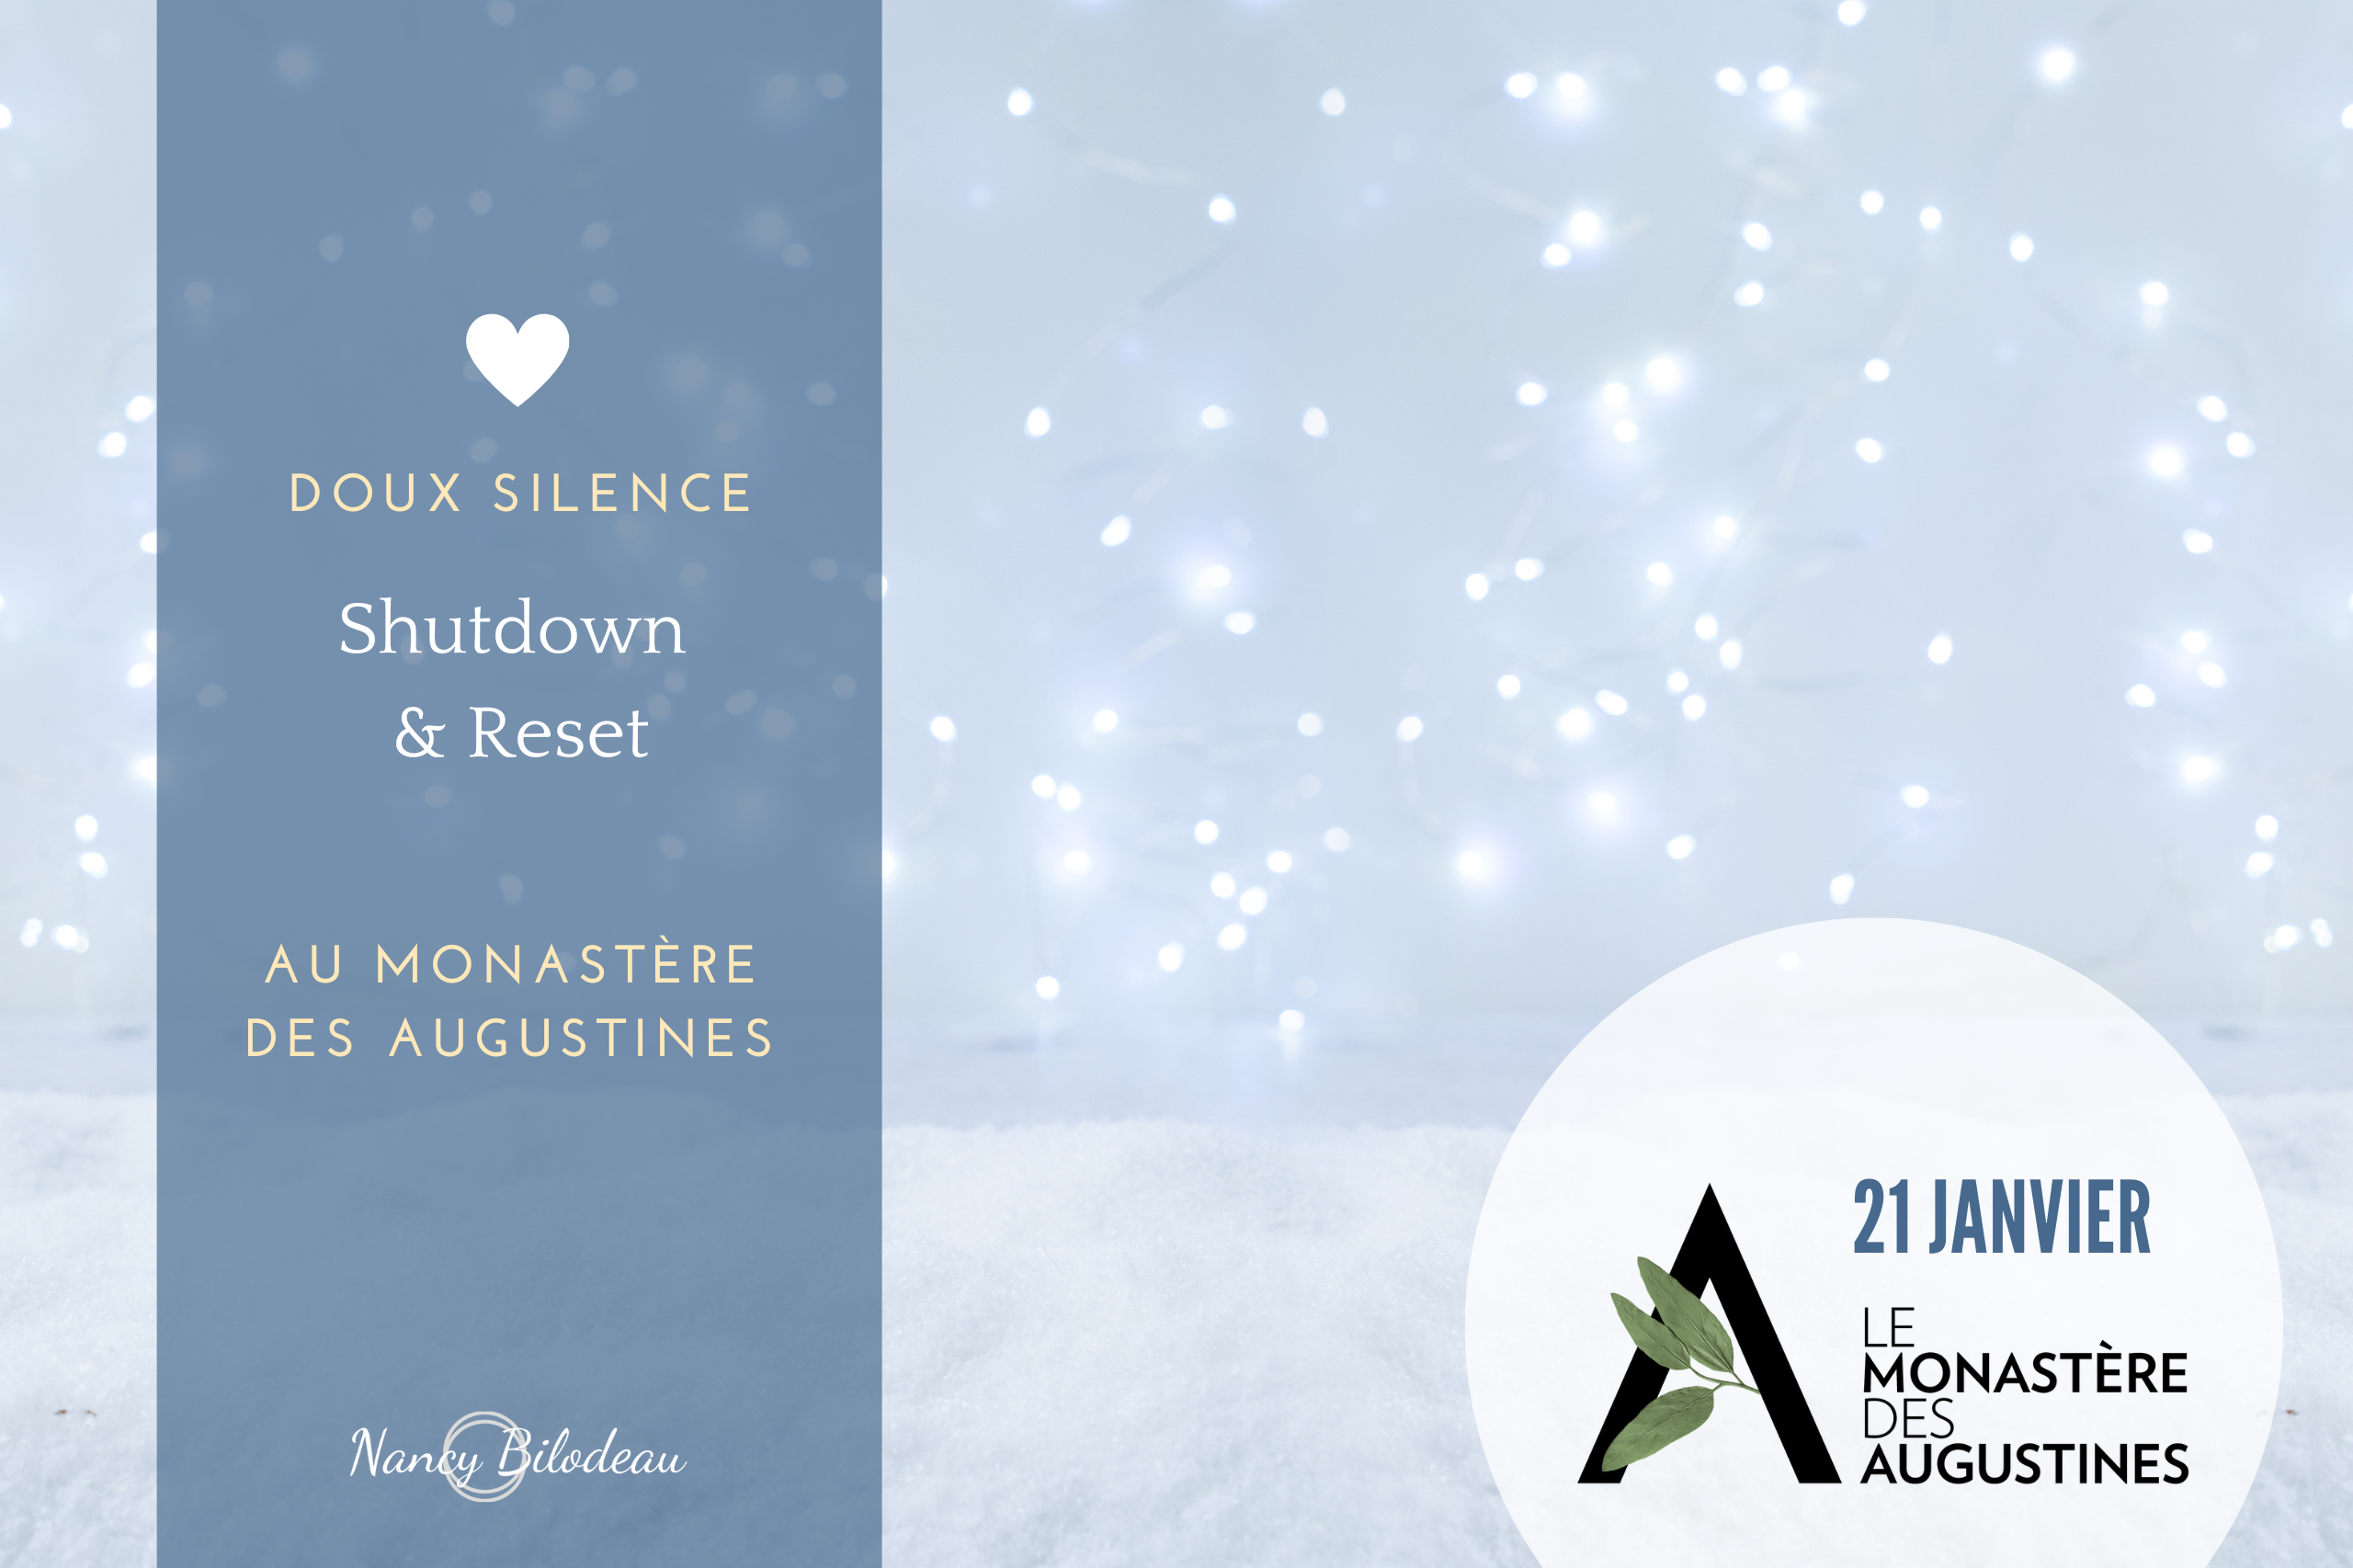 DOUX SILENCE
Shutdown
& Reset
AU MONASTÈRE
DES AUGUSTINES
Nancy Bilodeau
21 JANVIER
LE
MONASTÈRE
DES
AUGUSTINES